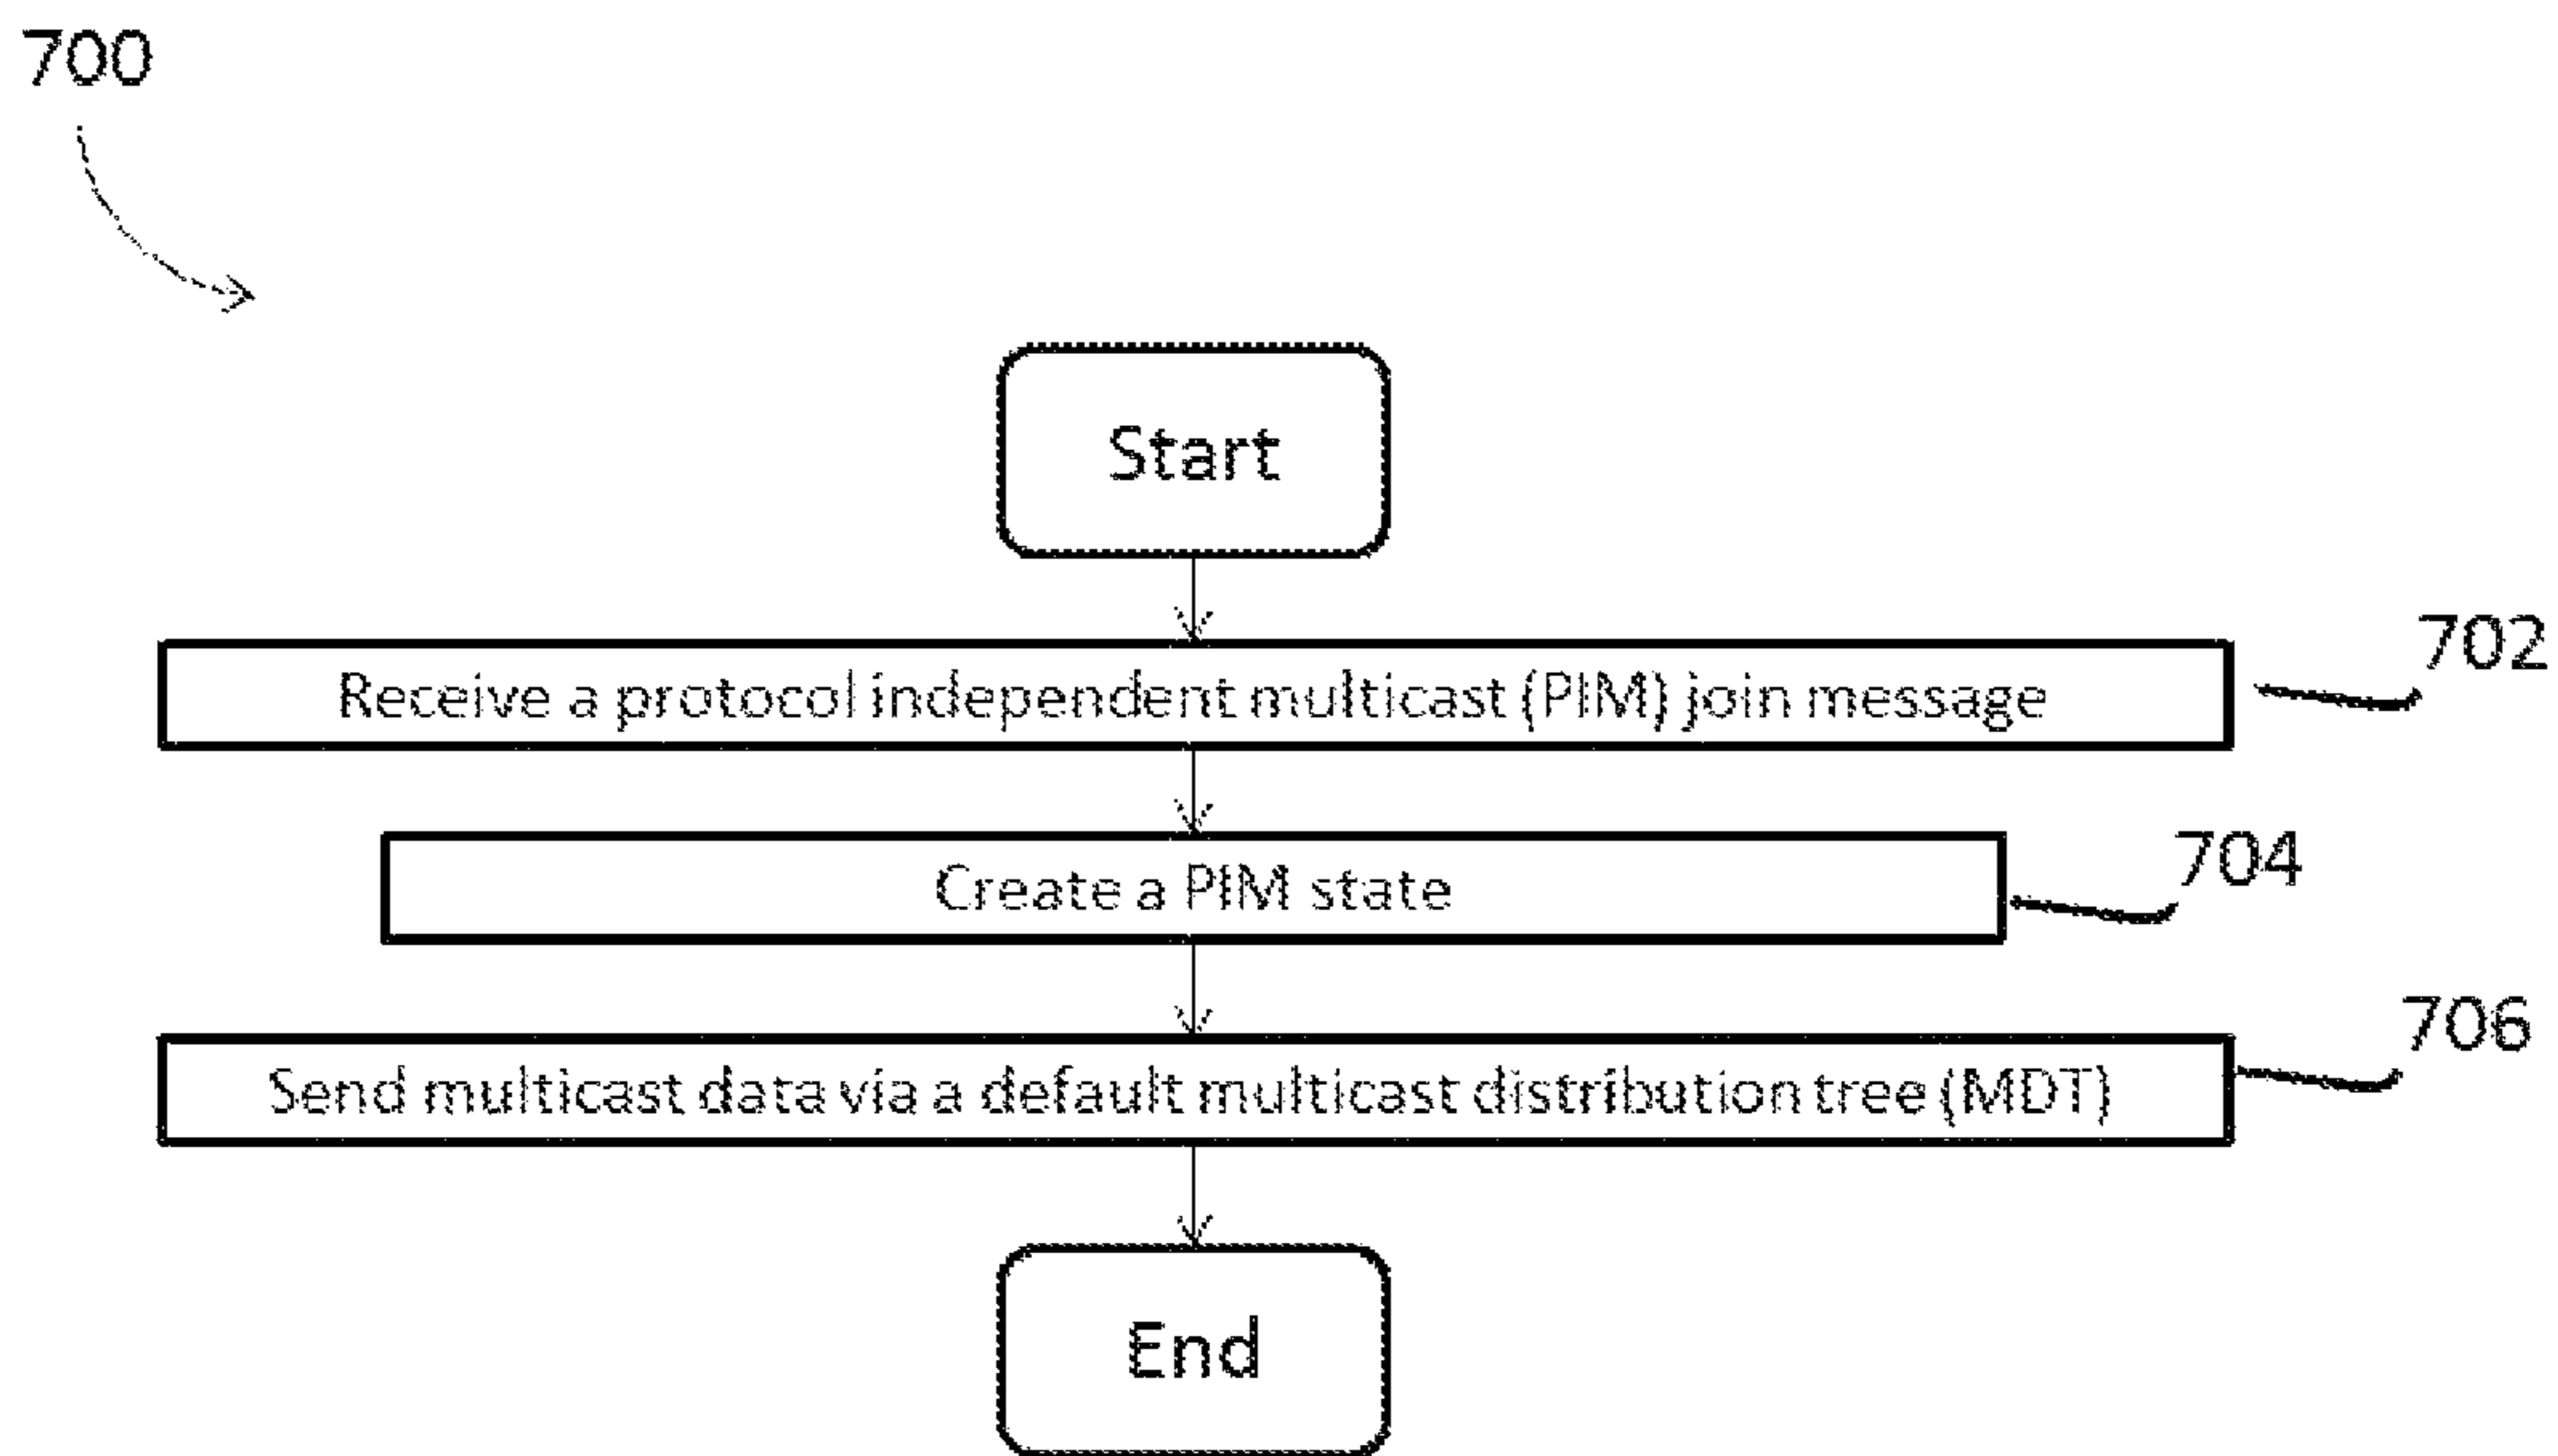 700
Start
Receive a protocol independent multicast (PIM) join message
702
Create a PIM state
704
Send multicast data via a default multicast distribution tree (MDT)
706
End